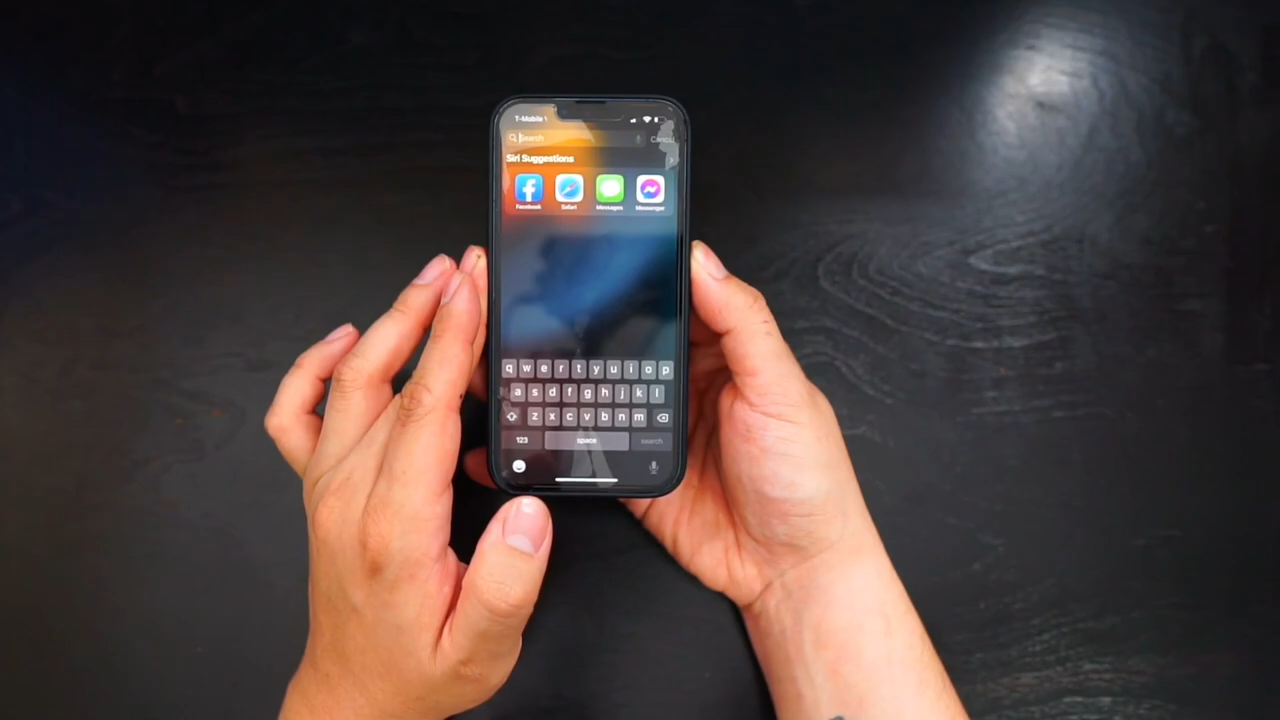 T-Mobile
Search Cancel
Siri Suggestions
Facebook Safari Messages Messenger
q w e r t y u i o p
a s d f g h j k l
z x c v b n m
123 space search